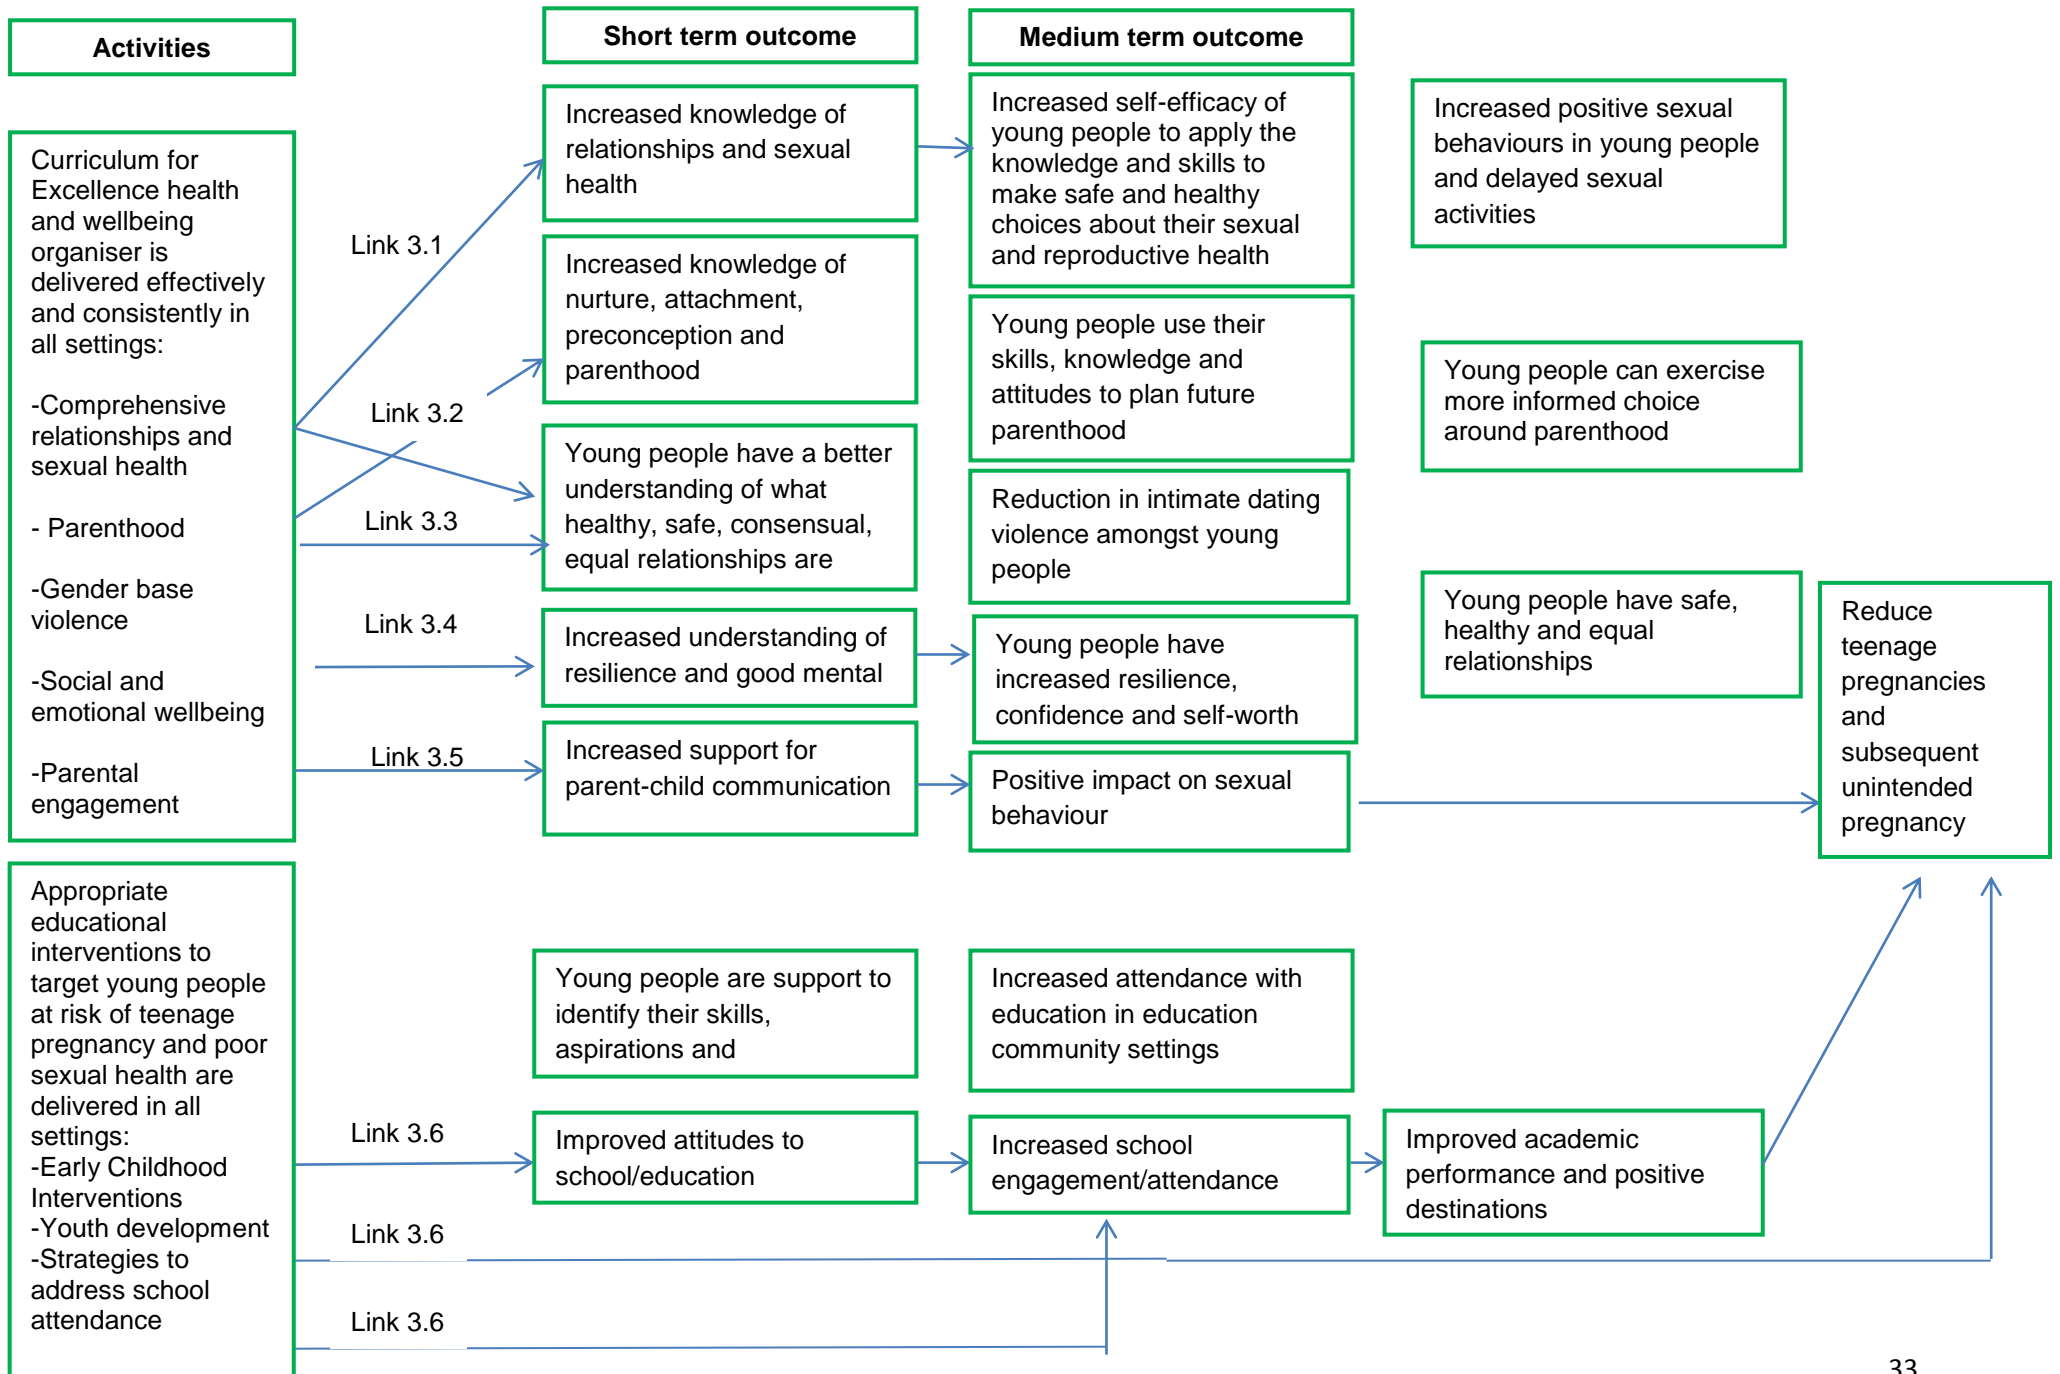 Activities
Short term outcome
Medium term outcome
Curriculum for
Excellence health
and wellbeing
organiser is
delivered effectively
and consistently in
all settings:
-Comprehensive
relationships and
sexual health
- Parenthood
-Gender base
violence
-Social and
emotional wellbeing
-Parental
engagement
Link 3.1
Link 3.2
Link 3.3
Link 3.4
Link 3.5
Increased knowledge of
relationships and sexual
health
Increased knowledge of
nurture, attachment,
preconception and
parenthood
Young people have a better
understanding of what
healthy, safe, consensual,
equal relationships are
Increased understanding of
resilience and good mental
Increased support for
parent-child communication
Increased self-efficacy of
young people to apply the
knowledge and skills to
make safe and healthy
choices about their sexual
and reproductive health
Young people use their
skills, knowledge and
attitudes to plan future
parenthood
Reduction in intimate dating
violence amongst young
people
Young people have
increased resilience,
confidence and self-worth
Positive impact on sexual
behaviour
Increased positive sexual
behaviours in young people
and delayed sexual
activities
Young people can exercise
more informed choice
around parenthood
Young people have safe,
healthy and equal
relationships
Reduce
teenage
pregnancies
and
subsequent
unintended
pregnancy
Appropriate
educational
interventions to
target young people
at risk of teenage
pregnancy and poor
sexual health are
delivered in all
settings:
-Early Childhood
Interventions
-Youth development
-Strategies to
address school
attendance
Link 3.6
Link 3.6
Link 3.6
Young people are support to
identify their skills,
aspirations and
Improved attitudes to
school/education
Increased attendance with
education in education
community settings
Increased school
engagement/attendance
Improved academic
performance and positive
destinations
33